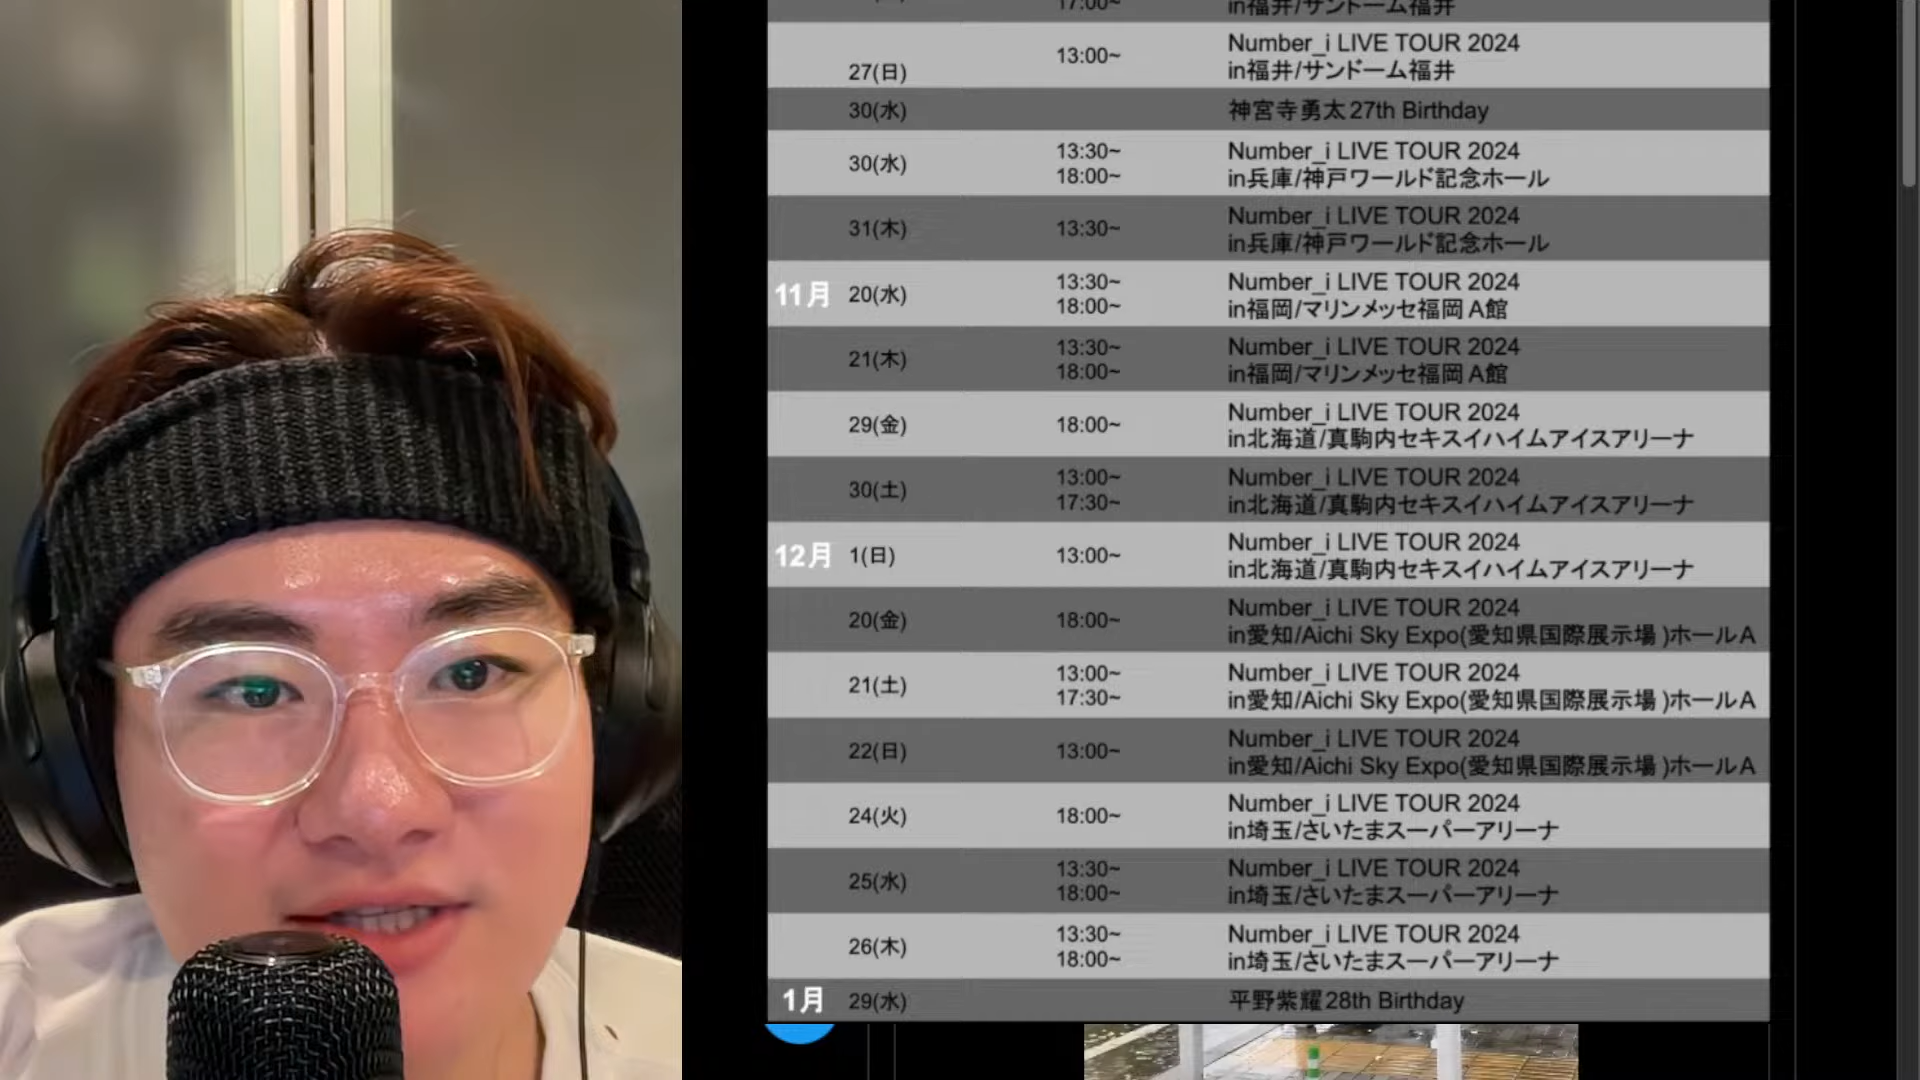 17:00~ in福井/サンドーム福井
27(日) 13:00~ Number_i LIVE TOUR 2024
in福井/サンドーム福井
30(水) 神宮寺勇太27th Birthday
30(水) 13:30~ Number_i LIVE TOUR 2024
18:00~ in兵庫/神戸ワールド記念ホール
31(木) 13:30~ Number_i LIVE TOUR 2024
in兵庫/神戸ワールド記念ホール
11月 20(水) 13:30~ Number_i LIVE TOUR 2024
18:00~ in福岡/マリンメッセ福岡A館
21(木) 13:30~ Number_i LIVE TOUR 2024
18:00~ in福岡/マリンメッセ福岡A館
29(金) 18:00~ Number_i LIVE TOUR 2024
in北海道/真駒内セキスイハイムアイスアリーナ
30(土) 13:00~ Number_i LIVE TOUR 2024
17:30~ in北海道/真駒内セキスイハイムアイスアリーナ
12月 1(日) 13:00~ Number_i LIVE TOUR 2024
in北海道/真駒内セキスイハイムアイスアリーナ
20(金) 18:00~ Number_i LIVE TOUR 2024
in愛知/Aichi Sky Expo(愛知県国際展示場)ホールA
21(土) 13:00~ Number_i LIVE TOUR 2024
17:30~ in愛知/Aichi Sky Expo(愛知県国際展示場)ホールA
22(日) 13:00~ Number_i LIVE TOUR 2024
in愛知/Aichi Sky Expo(愛知県国際展示場)ホールA
24(火) 18:00~ Number_i LIVE TOUR 2024
in埼玉/さいたまスーパーアリーナ
25(水) 13:30~ Number_i LIVE TOUR 2024
18:00~ in埼玉/さいたまスーパーアリーナ
26(木) 13:30~ Number_i LIVE TOUR 2024
18:00~ in埼玉/さいたまスーパーアリーナ
1月 29(水) 平野紫耀28th Birthday